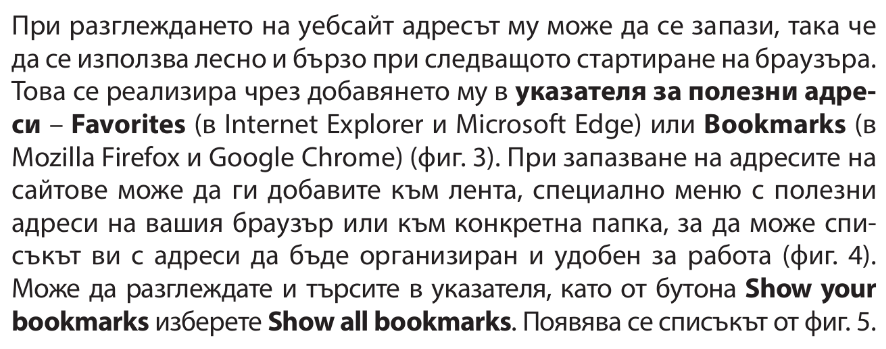 При разглеждането на уебсайт адресът му може да се запази, така че
да се използва лесно и бързо при следващото стартиране на браузъра.
Това се реализира чрез добавянето му в указателя за полезни адре-
си – Favorites (в Internet Explorer и Microsoft Edge) или Bookmarks (в
Mozilla Firefox и Google Chrome) (фиг. 3). При запазване на адресите на
сайтове може да ги добавите към лента, специално меню с полезни
адреси на вашия браузър или към конкретна папка, за да може спи-
съкът ви с адреси да бъде организиран и удобен за работа (фиг. 4).
Може да разглеждате и търсите в указателя, като от бутона Show your
bookmarks изберете Show all bookmarks. Появява се списъкът от фиг. 5.